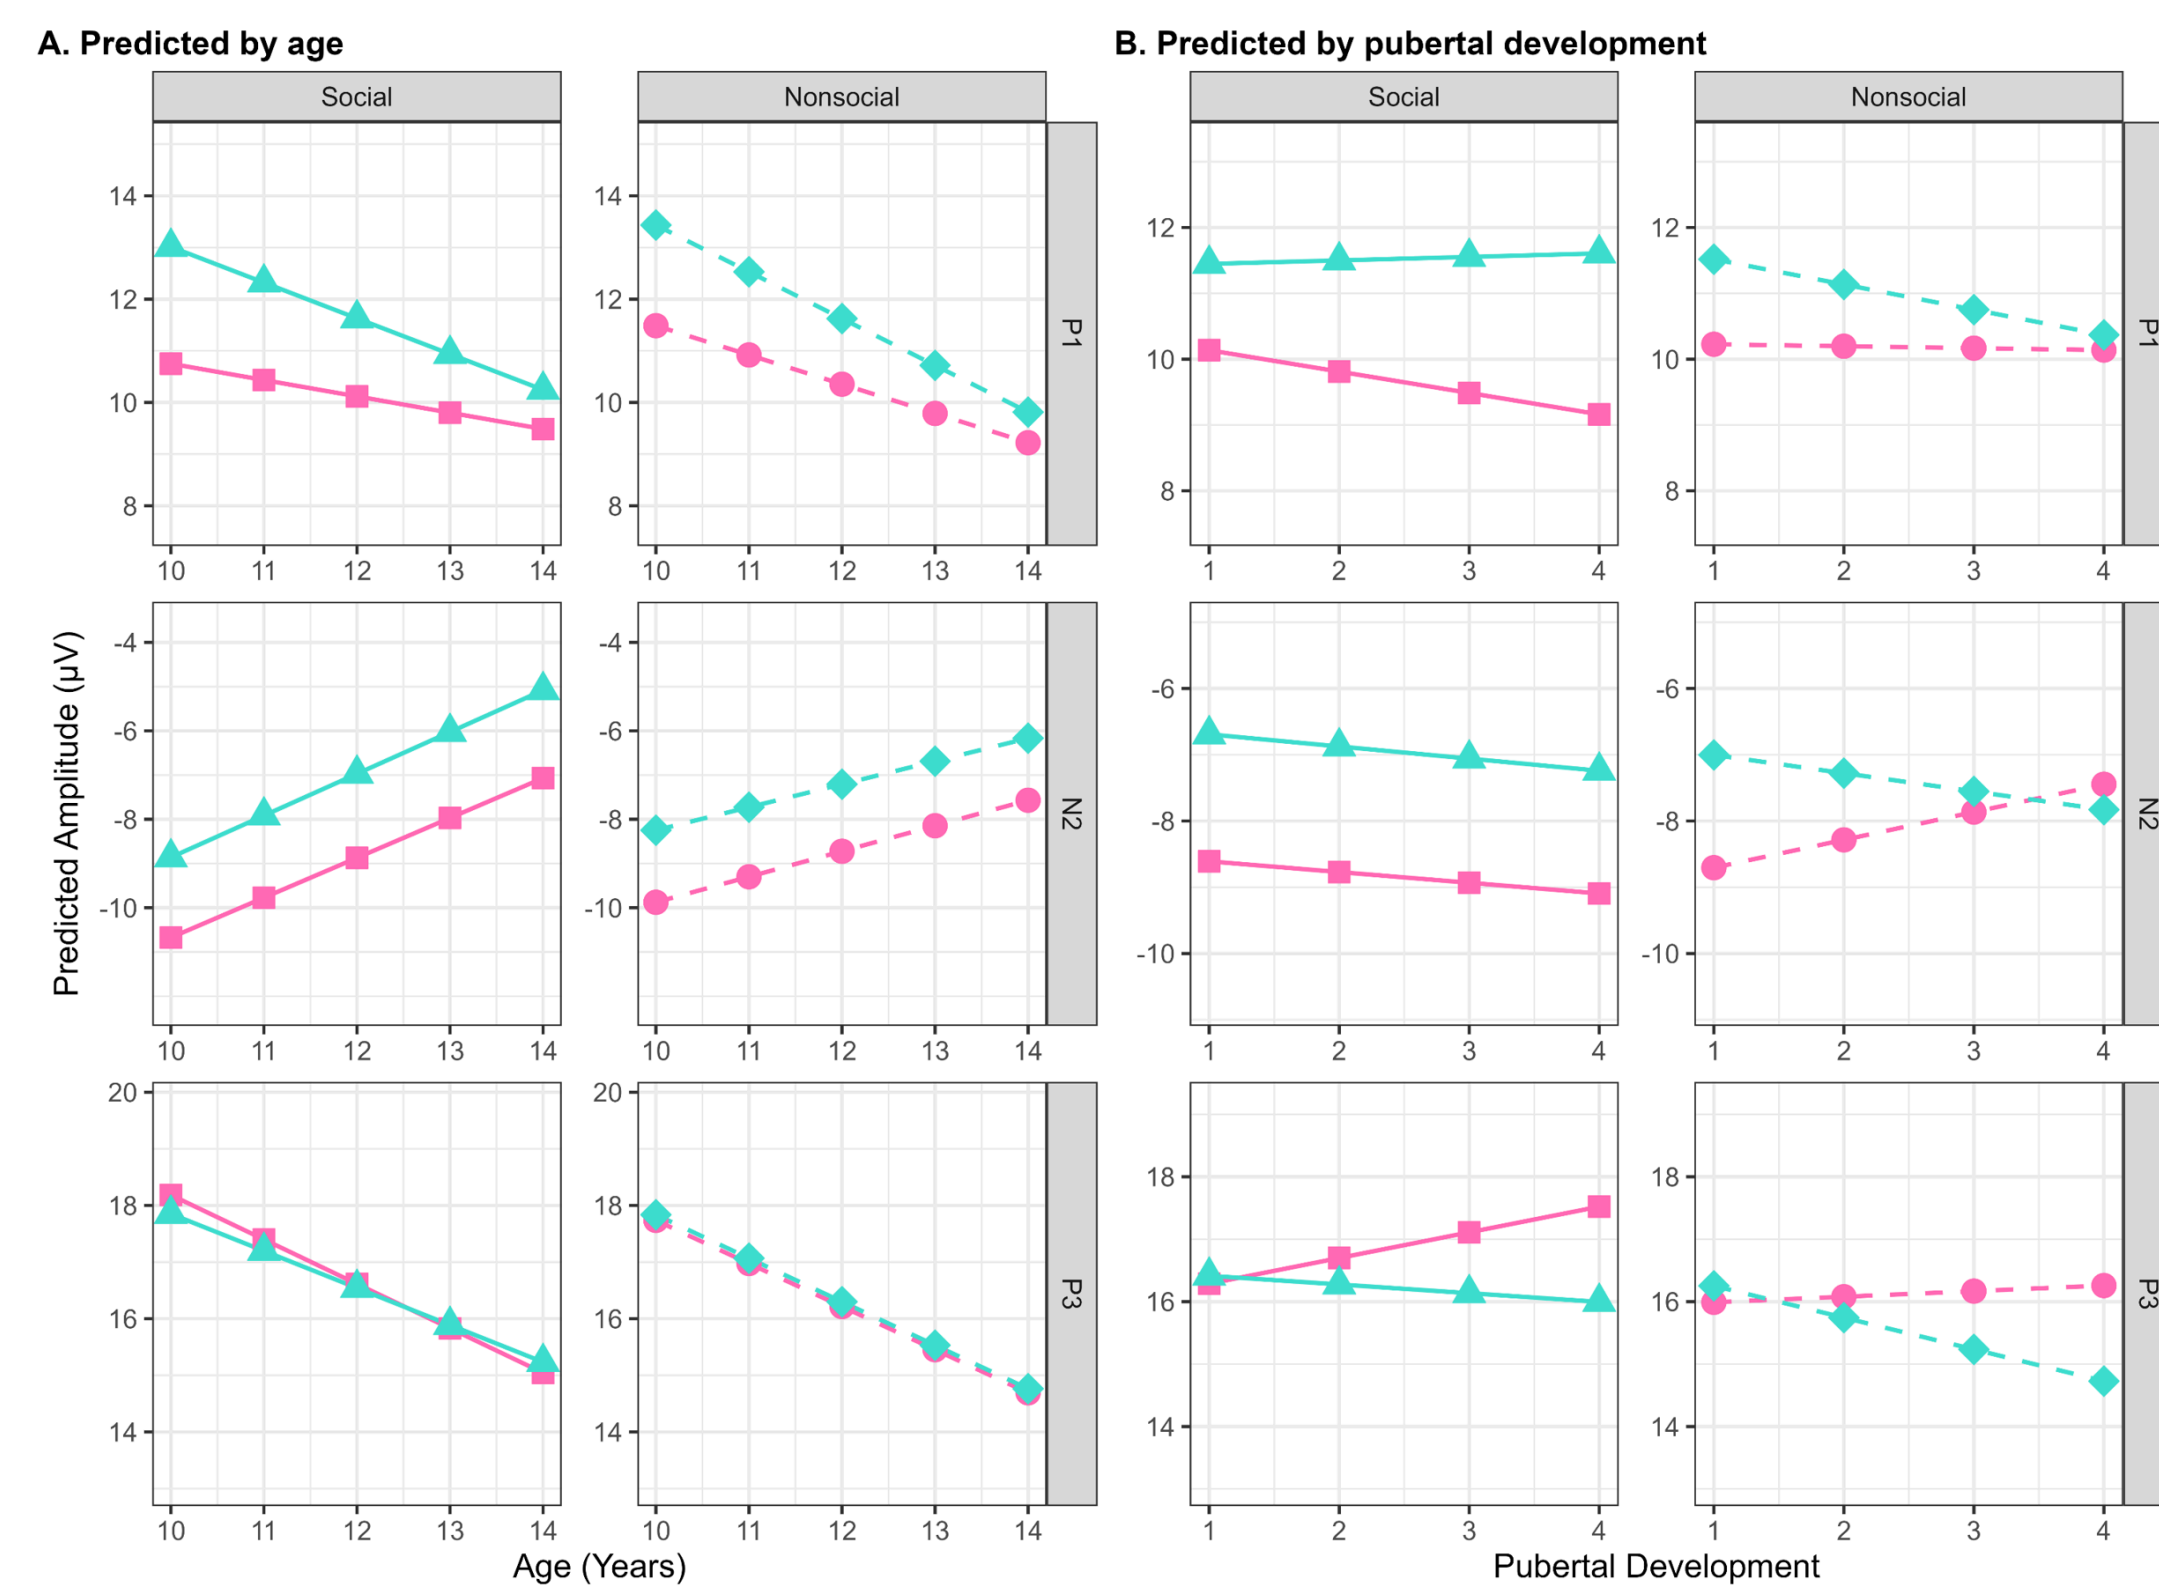 A. Predicted by age
B. Predicted by pubertal development
Social
Nonsocial
Social
Nonsocial
14
12
10
8
10 11 12 13 14
14
12
10
8
10 11 12 13 14
P1
12
10
8
1 2 3 4
12
10
8
1 2 3 4
P1
Predicted Amplitude (µV)
-4
-6
-8
-10
10 11 12 13 14
-4
-6
-8
-10
10 11 12 13 14
N2
-6
-8
-10
1 2 3 4
-6
-8
-10
1 2 3 4
N2
20
18
16
14
10 11 12 13 14
20
18
16
14
10 11 12 13 14
P3
18
16
14
1 2 3 4
18
16
14
1 2 3 4
P3
Age (Years)
Pubertal Development